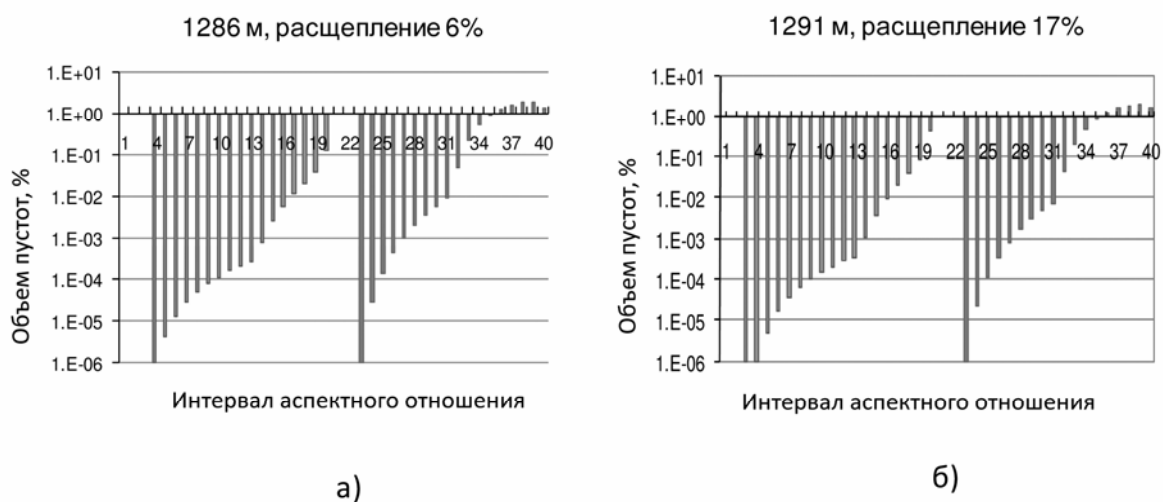 1286 м, расщепление 6%
1.E+01
1.E+00
1.E-01
1.E-02
1.E-03
1.E-04
1.E-05
1.E-06
1 4 7 10 13 16 19 22 25 28 31 34 37 40
Объем пустот, %
Интервал аспектного отношения
а)
1291 м, расщепление 17%
1.E+01
1.E+00
1.E-01
1.E-02
1.E-03
1.E-04
1.E-05
1.E-06
1 4 7 10 13 16 19 22 25 28 31 34 37 40
Объем пустот, %
Интервал аспектного отношения
б)